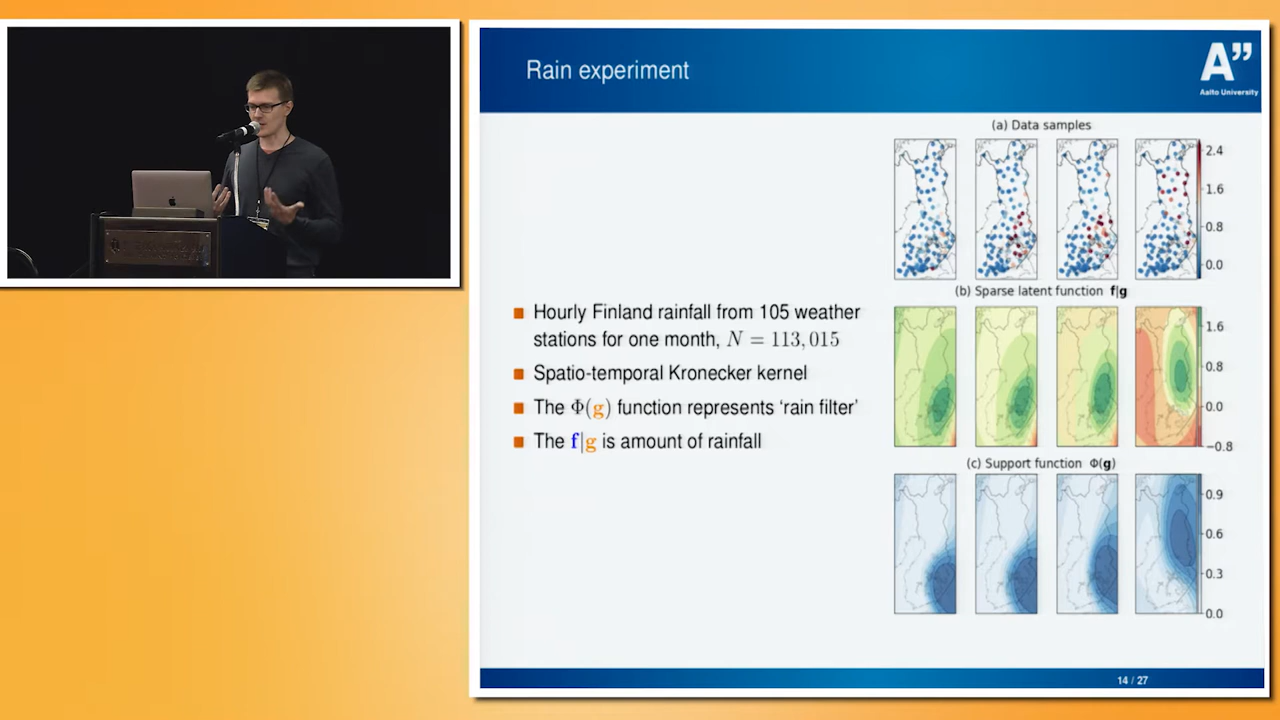 Rain experiment
A”
Aalto University
Hourly Finland rainfall from 105 weather
stations for one month, N = 113,015
Spatio-temporal Kronecker kernel
The Φ(g) function represents ‘rain filter’
The f|g is amount of rainfall
(a) Data samples
2.4
1.6
0.8
0.0
(b) Sparse latent function f|g
1.6
0.8
0.0
−0.8
(c) Support function Φ(g)
0.9
0.6
0.3
0.0
14 / 27